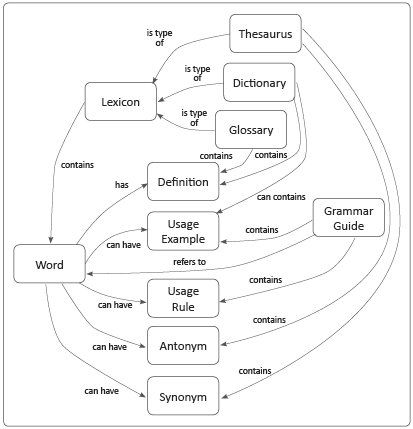 is type
of
Thesaurus
is type
of
Dictionary
Lexicon
is type
of
Glossary
contains
contains
contains
has
Definition
can contains
Usage
Example
Grammar
Guide
contains
can have
refers to
Word
contains
Usage
Rule
can have
contains
can have
Antonym
contains
can have
Synonym